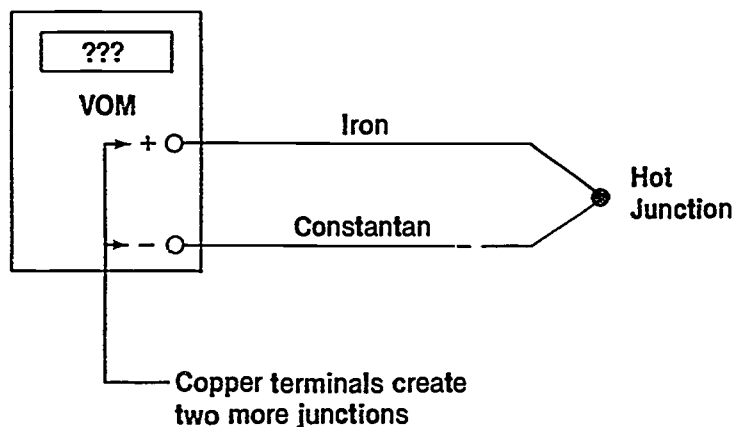 ???
VOM
+
Iron
Hot
Junction
Constantan
-
Copper terminals create
two more junctions